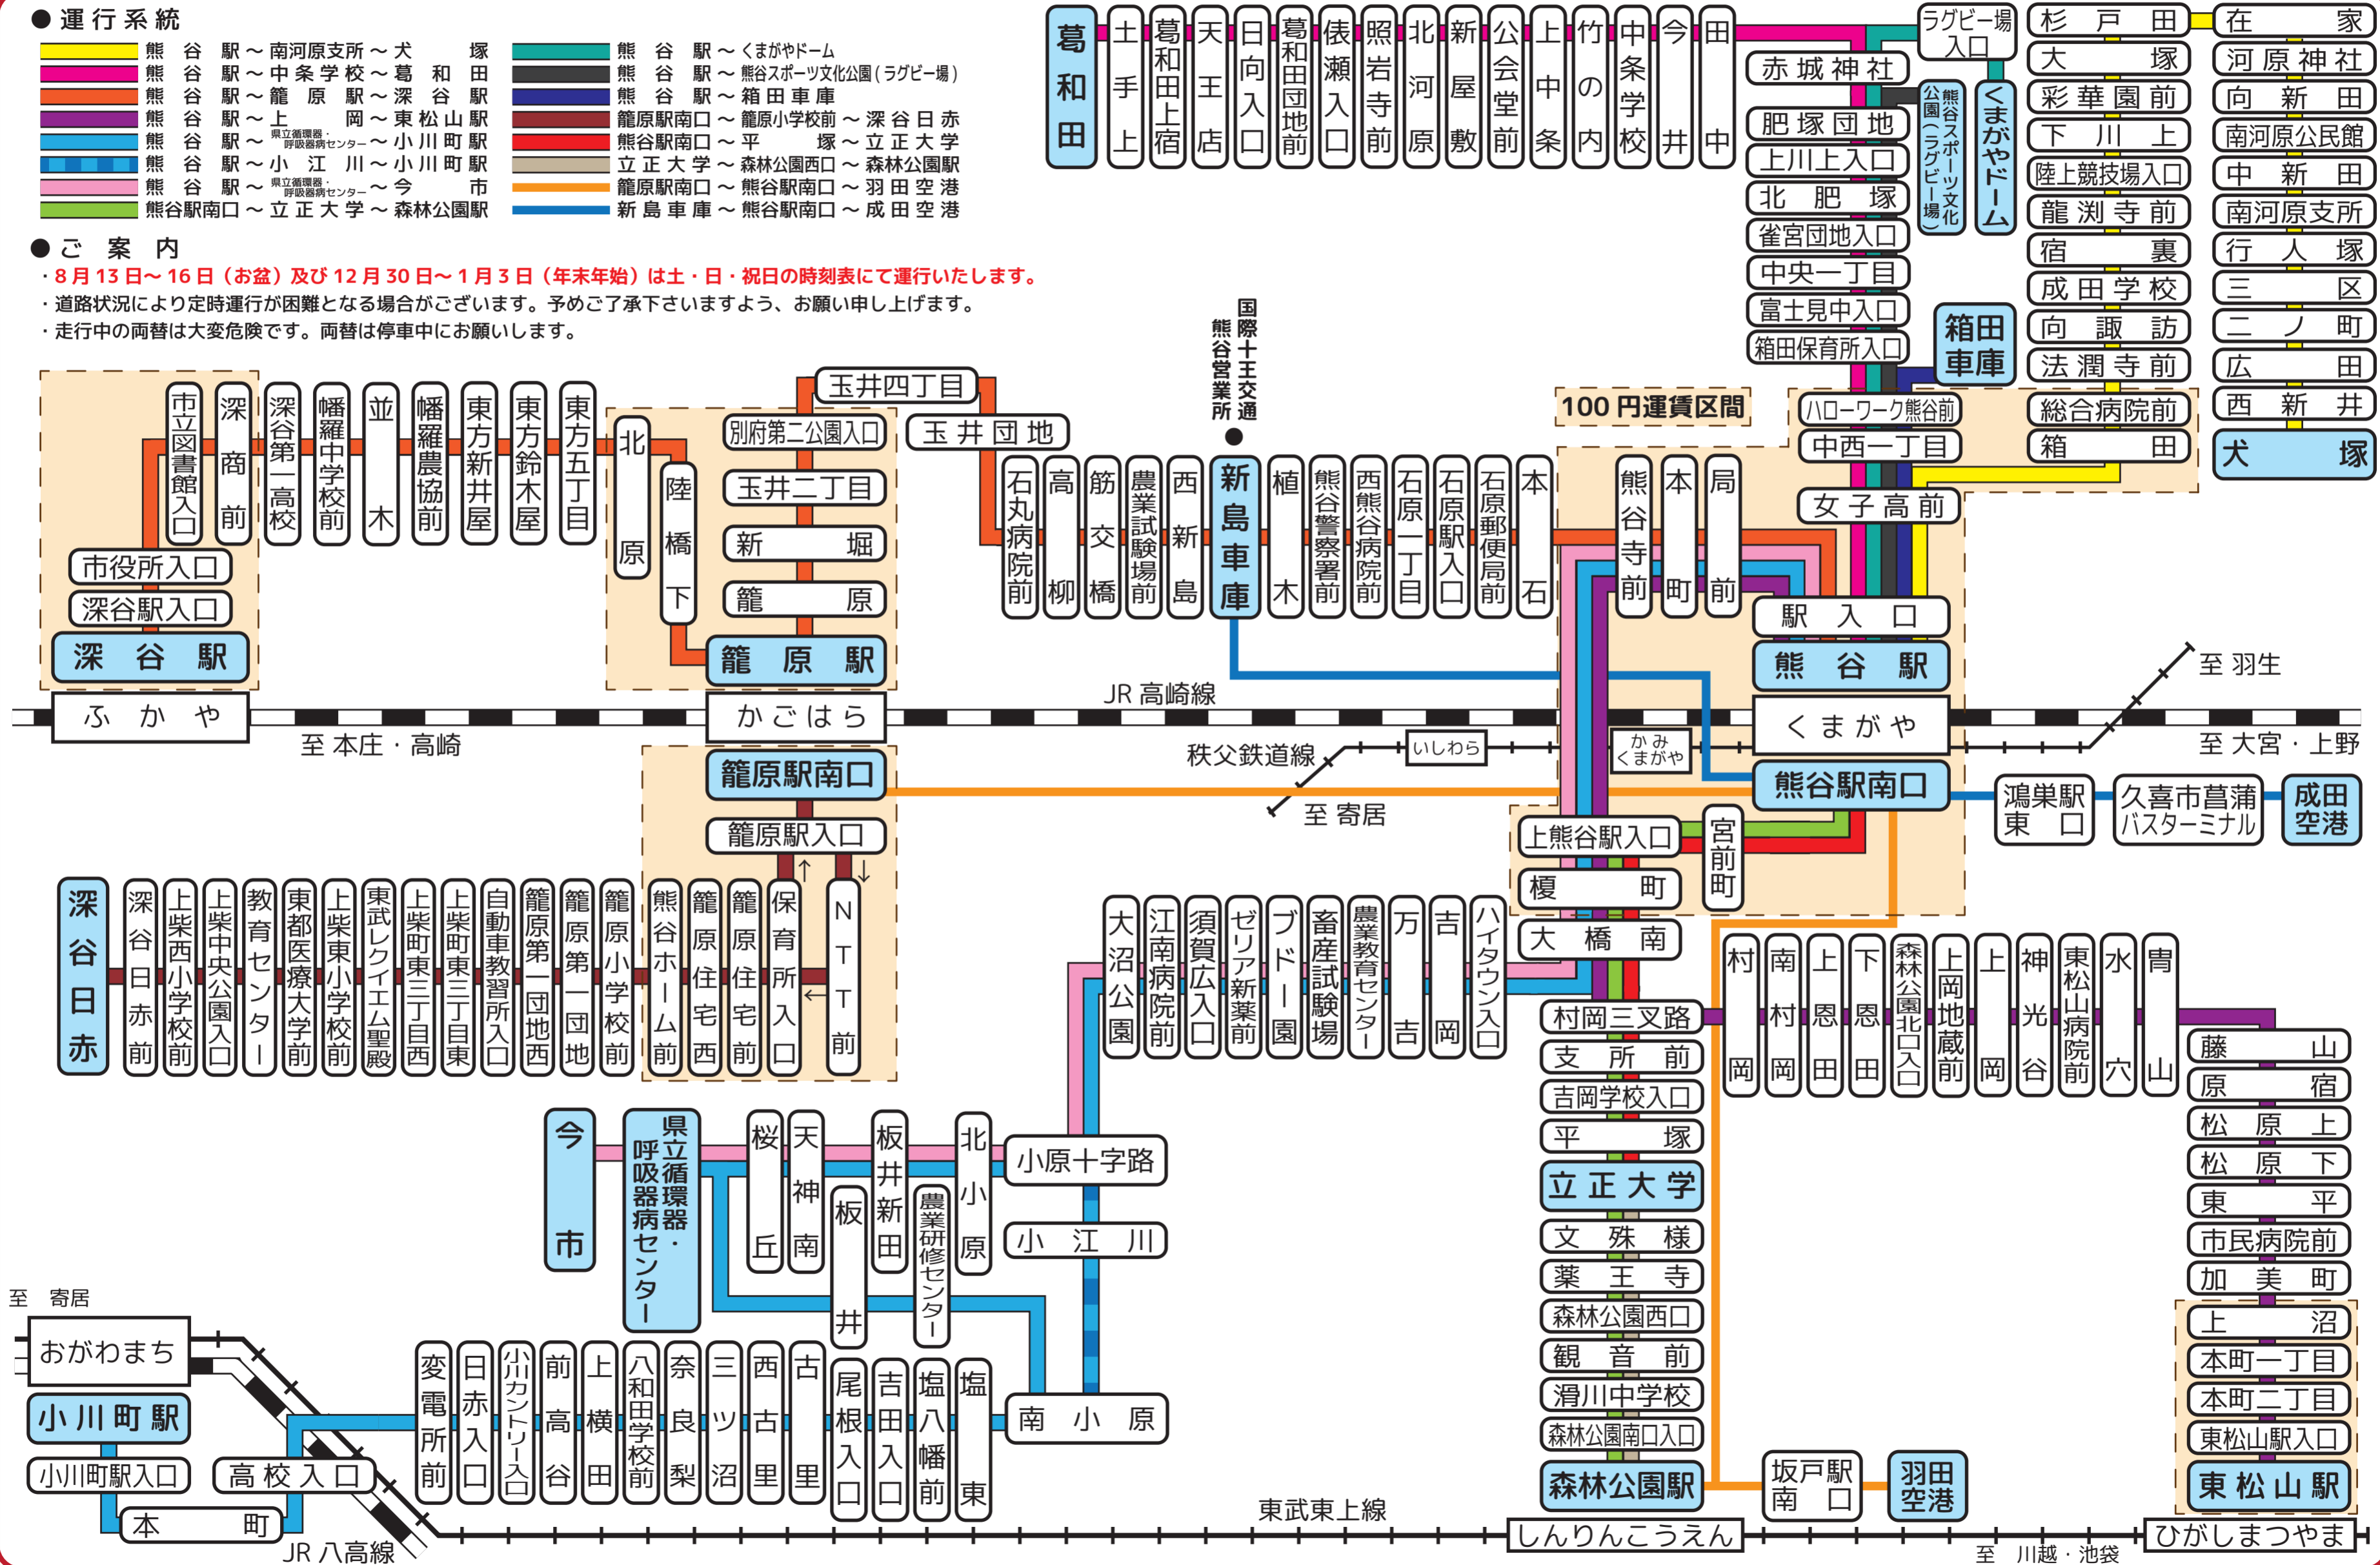 ● 運行系統
熊谷駅～南河原支所～犬塚
熊谷駅～中条学校～葛和田
熊谷駅～籠原駅～深谷駅
熊谷駅～上岡～東松山駅
熊谷駅～県立循環器・呼吸器病センター～小川町駅
熊谷駅～小江川～小川町駅
熊谷駅～県立循環器・呼吸器病センター～今市
熊谷駅南口～立正大学～森林公園駅
熊谷駅～くまがやドーム
熊谷駅～熊谷スポーツ文化公園(ラグビー場)
熊谷駅～箱田車庫
籠原駅南口～籠原小学校前～深谷日赤
熊谷駅南口～平塚～立正大学
立正大学～森林公園西口～森林公園駅
籠原駅南口～熊谷駅南口～羽田空港
新島車庫～熊谷駅南口～成田空港
● ご案内
・8月13日～16日（お盆）及び12月30日～1月3日（年末年始）は土・日・祝日の時刻表にて運行いたします。
・道路状況により定時運行が困難となる場合がございます。予めご了承下さいますよう、お願い申し上げます。
・走行中の両替は大変危険です。両替は停車中にお願いします。
葛和田
土手上
葛和田上宿
天王店
日向入口
葛和田団地前
俵瀬入口
照岩寺前
北河原
新屋敷
公会堂前
上中条
竹の内
中条学校
今井
田中
赤城神社
肥塚団地
上川上入口
北肥塚
雀宮団地入口
中央一丁目
富士見中入口
箱田保育所入口
ラグビー場入口
熊谷スポーツ文化公園(ラグビー場)
くまがやドーム
箱田車庫
杉戸田
大塚
彩華園前
下川上
陸上競技場入口
龍渕寺前
宿裏
成田学校
向諏訪
法潤寺前
総合病院前
箱田
在家
河原神社
向新田
南河原公民館
中新田
南河原支所
行人塚
三区
二ノ町
広田
西新井
犬塚
100円運賃区間
ハローワーク熊谷前
中西一丁目
女子高前
駅入口
熊谷駅
くまがや
熊谷駅南口
国際十王交通
熊谷営業所
市立図書館入口
深商前
深谷第一高校
幡羅中学校前
並木
幡羅農協前
東方新井屋
東方鈴木屋
東方五丁目
北原
陸橋下
市役所入口
深谷駅入口
深谷駅
ふかや
玉井四丁目
別府第二公園入口
玉井団地
玉井二丁目
新堀
籠原
籠原駅
かごはら
石丸病院前
高柳
筋交橋
農業試験場前
西新島
新島車庫
植木
熊谷警察署前
西熊谷病院前
石原一丁目
石原駅入口
石原郵便局前
本石
熊谷寺前
本町
局前
JR 高崎線
至 本庄・高崎
秩父鉄道線
至 寄居
いしわら
かみくまがや
至 羽生
至 大宮・上野
鴻巣駅東口
久喜市菖蒲バスターミナル
成田空港
籠原駅南口
籠原駅入口
↑
↓
←
深谷日赤
深谷日赤前
上柴西小学校前
上柴中央公園入口
教育センター
東都医療大学前
上柴東小学校前
東武レクイエム聖殿
上柴町東三丁目西
上柴町東三丁目東
自動車教習所入口
籠原第一団地西
籠原第一団地
籠原小学校前
熊谷ホーム前
籠原住宅西
籠原住宅前
保育所入口
NTT前
上熊谷駅入口
宮前町
榎町
大橋南
大沼公園
江南病院前
須賀広入口
ゼリア新薬前
ブドー園
畜産試験場
農業教育センター
万吉
吉岡
ハイタウン入口
村岡三叉路
支所前
吉岡学校入口
平塚
立正大学
文殊様
薬王寺
森林公園西口
観音前
滑川中学校
森林公園南口入口
森林公園駅
しんりんこうえん
村岡
南村岡
上恩田
下恩田
森林公園北口入口
上岡地蔵前
上岡
神光谷
東松山病院前
水穴
冑山
藤山
原宿
松原上
松原下
東平
市民病院前
加美町
上沼
本町一丁目
本町二丁目
東松山駅入口
東松山駅
ひがしまつやま
坂戸駅南口
羽田空港
今市
県立循環器・呼吸器病センター
桜丘
天神南
板井
板井新田
農業研修センター
北小原
小原十字路
小江川
南小原
至 寄居
おがわまち
小川町駅
小川町駅入口
本町
高校入口
変電所前
日赤入口
小川カントリー入口
前高谷
上横田
八和田学校前
奈良梨
三ツ沼
西古里
古里
尾根入口
吉田入口
塩八幡前
塩東
JR 八高線
東武東上線
至 川越・池袋